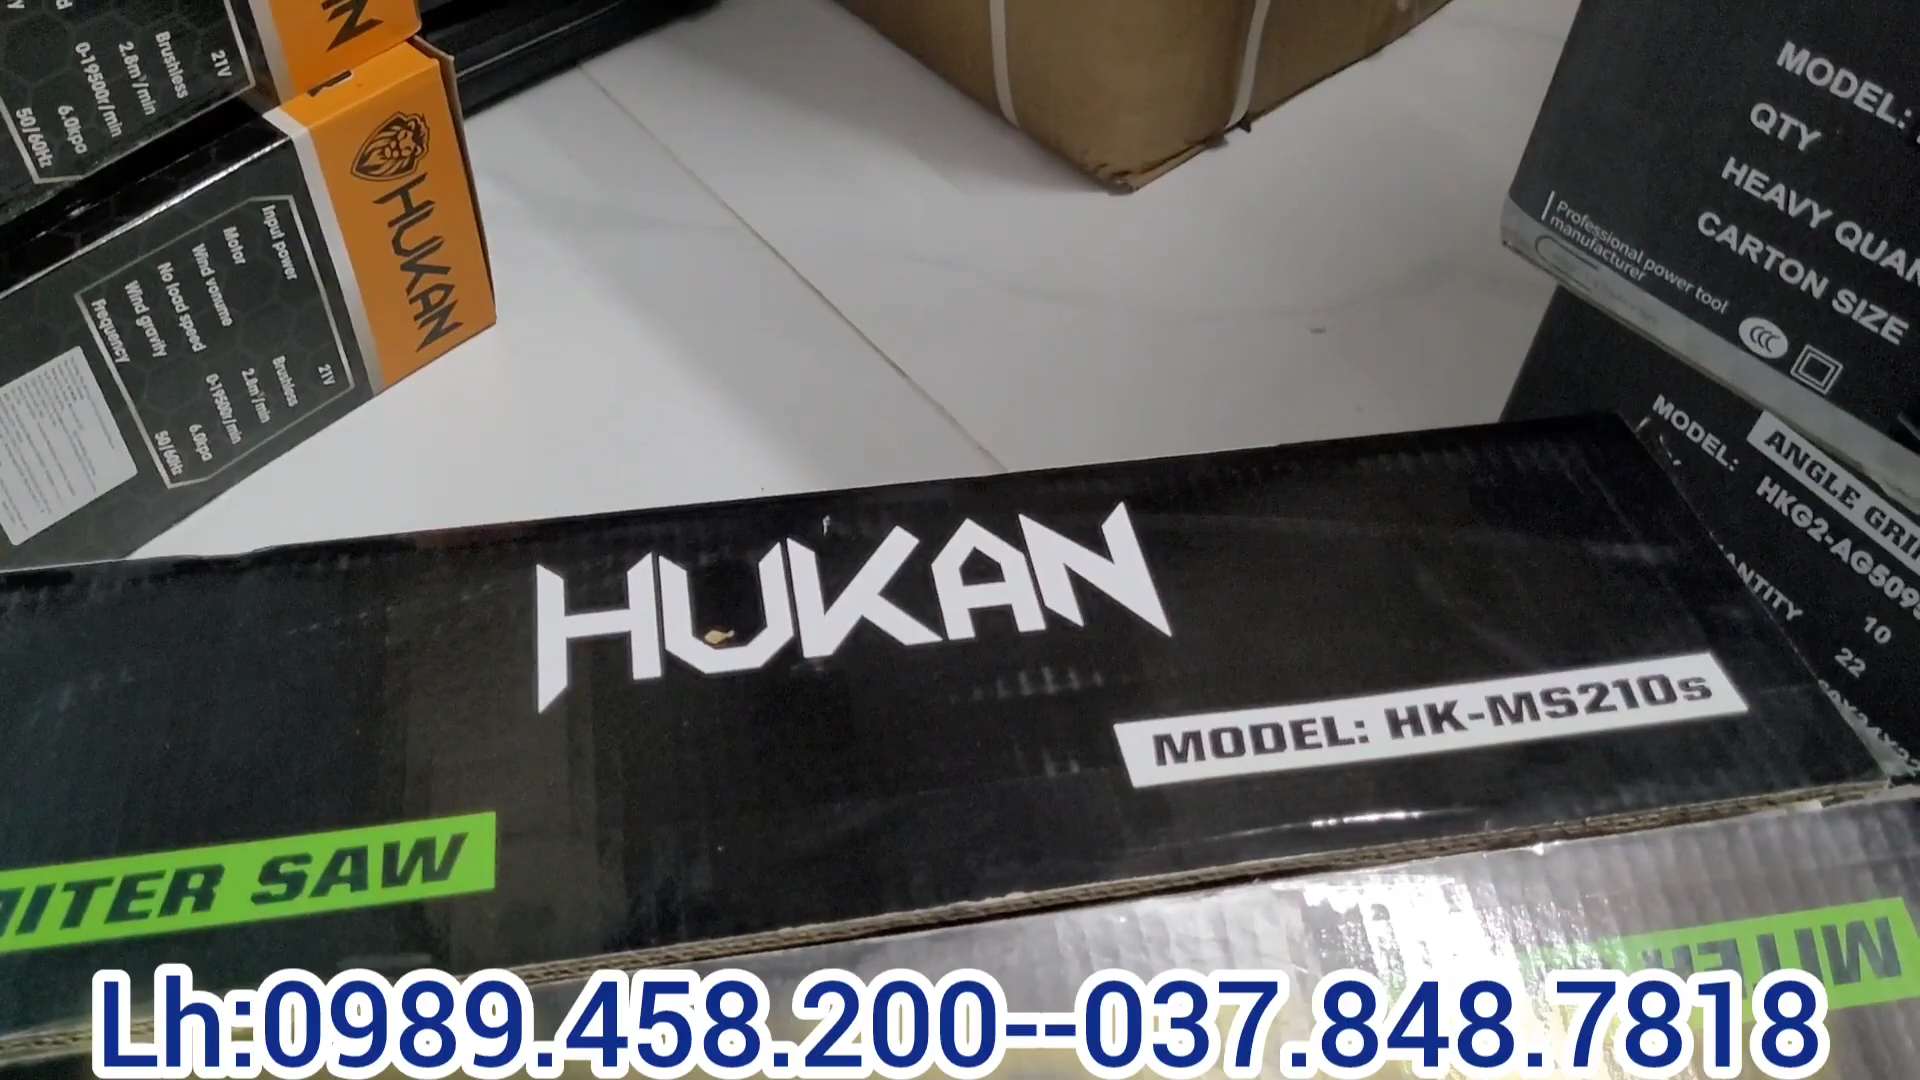 21V
Brushless
2.8m³/min
0-19500r/min
6.0kpa
50/60Hz
HUKAN
Input power
Motor
Wind vonume
No load speed
Wind gravity
Frequency
21V
Brushless
2.8m³/min
0-19500r/min
6.0kpa
50/60Hz
MODEL:
QTY
HEAVY QUAN
CARTON SIZE
Professional power tool
manufacturer
CCC
ANGLE GRI
MODEL: HKG2-AG509
ANTITY 10
22
HUKAN
MODEL: HK-MS210s
ITER SAW
MITER
Lh:0989.458.200--037.848.7818